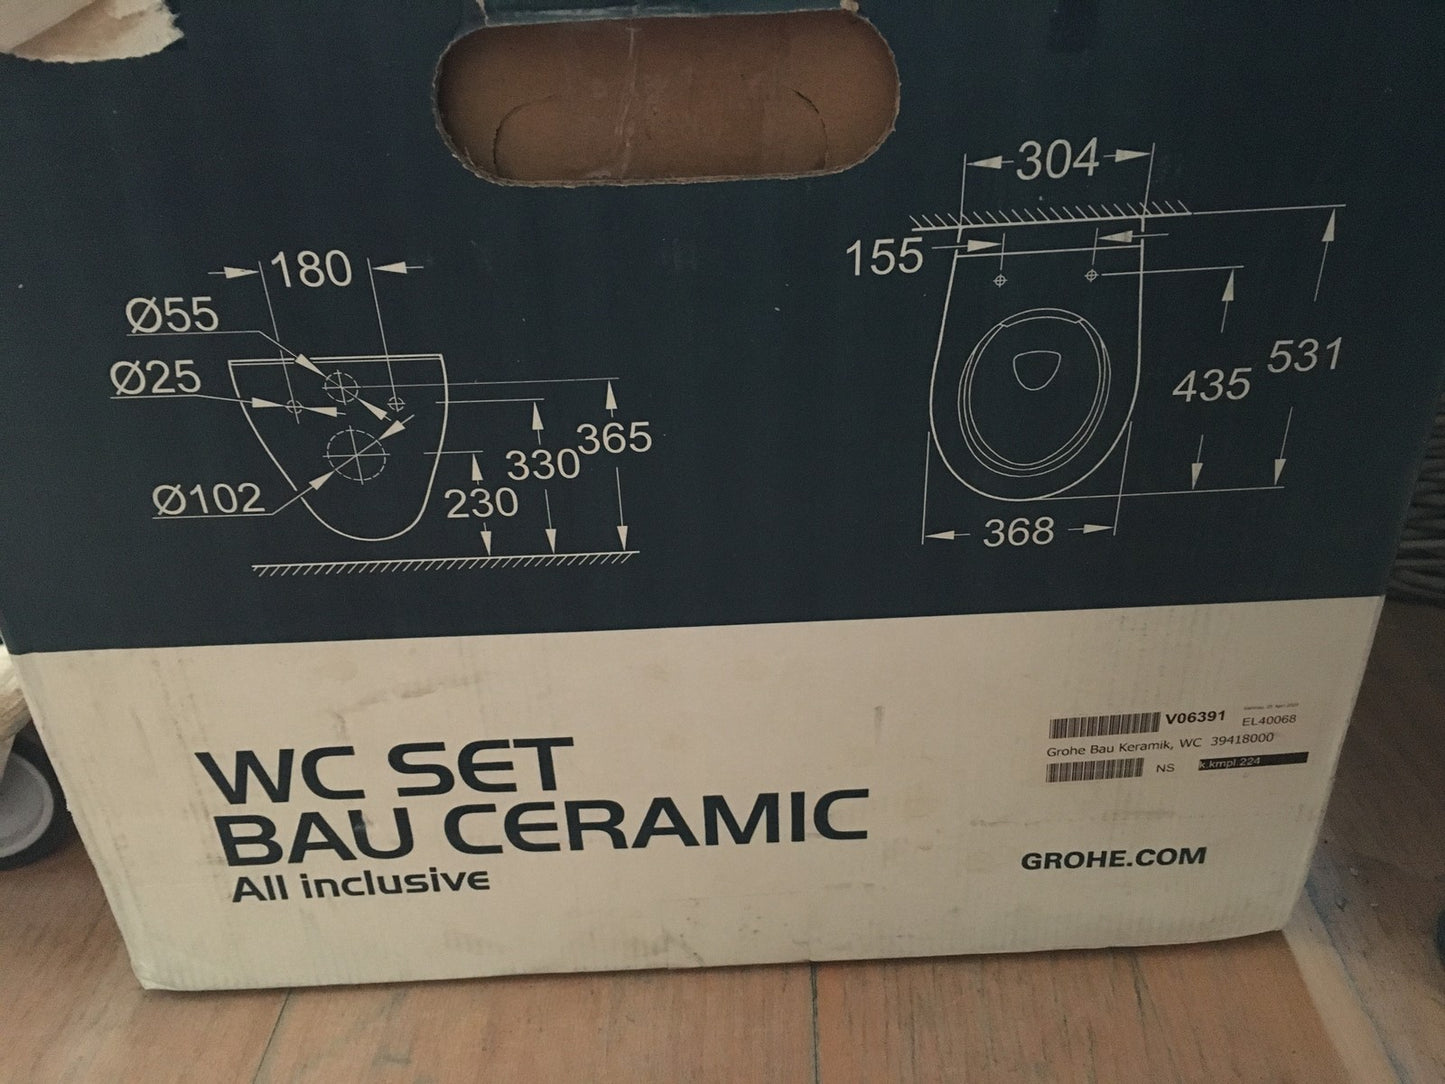 304
155
180
Ø55
Ø25
531
435
365
330
230
Ø102
368
V06391
EL40068
Grohe Bau Keramik, WC 39418000
NS k.kmpl.224
WC SET
BAU CERAMIC
All inclusive
GROHE.COM